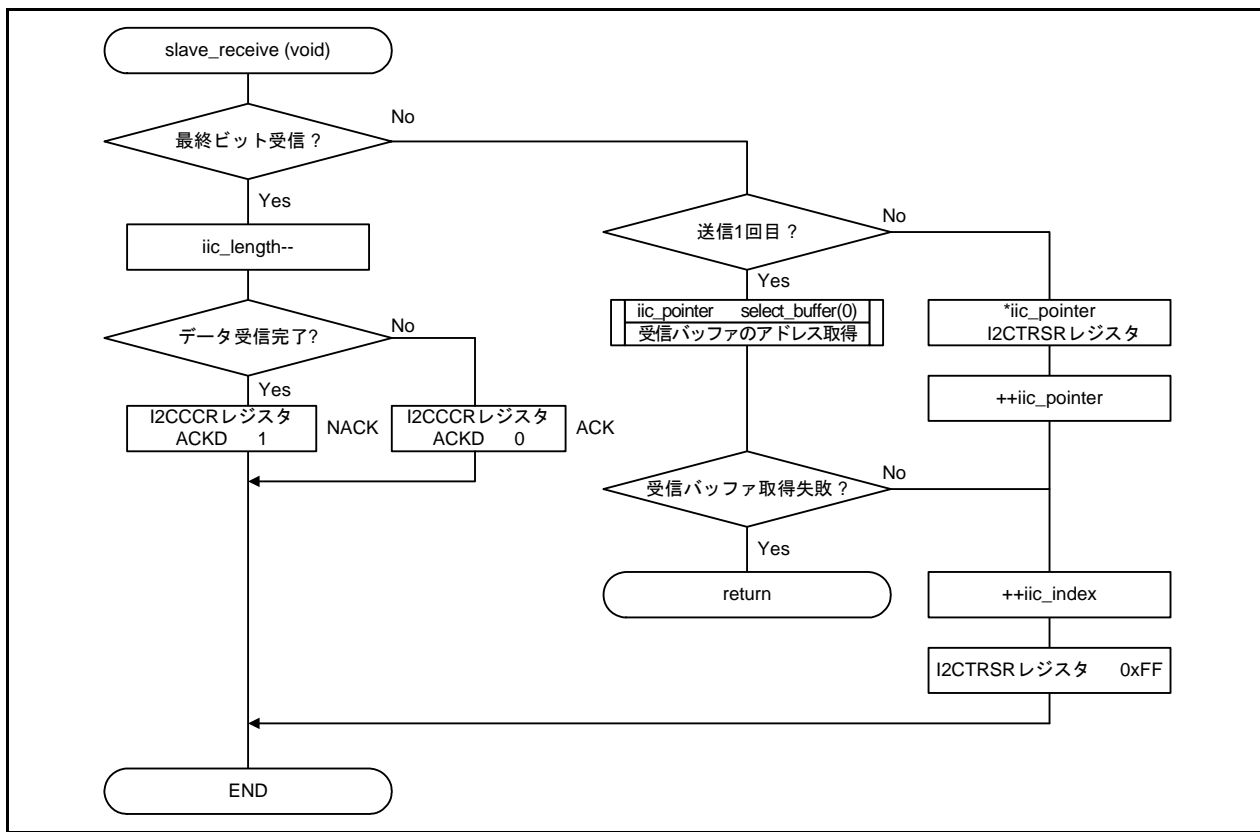 slave_receive (void)
最終ビット受信 ?
No
Yes
iic_length--
データ受信完了?
No
Yes
I2CCCRレジスタ
ACKD 1
NACK
I2CCCRレジスタ
ACKD 0
ACK
送信1回目 ?
No
Yes
iic_pointer select_buffer(0)
受信バッファのアドレス取得
*iic_pointer
I2CTRSRレジスタ
++iic_pointer
受信バッファ取得失敗 ?
No
Yes
return
++iic_index
I2CTRSRレジスタ 0xFF
END